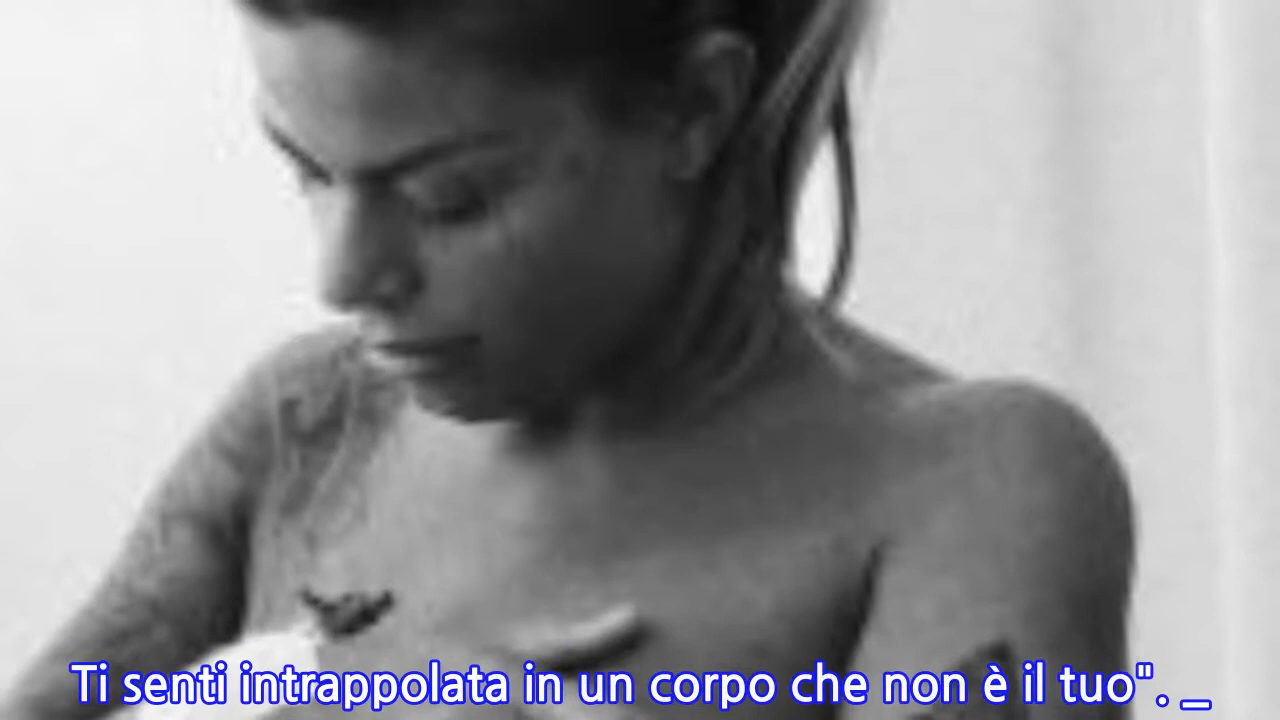 Ti senti intrappolata in un corpo che non è il tuo". _